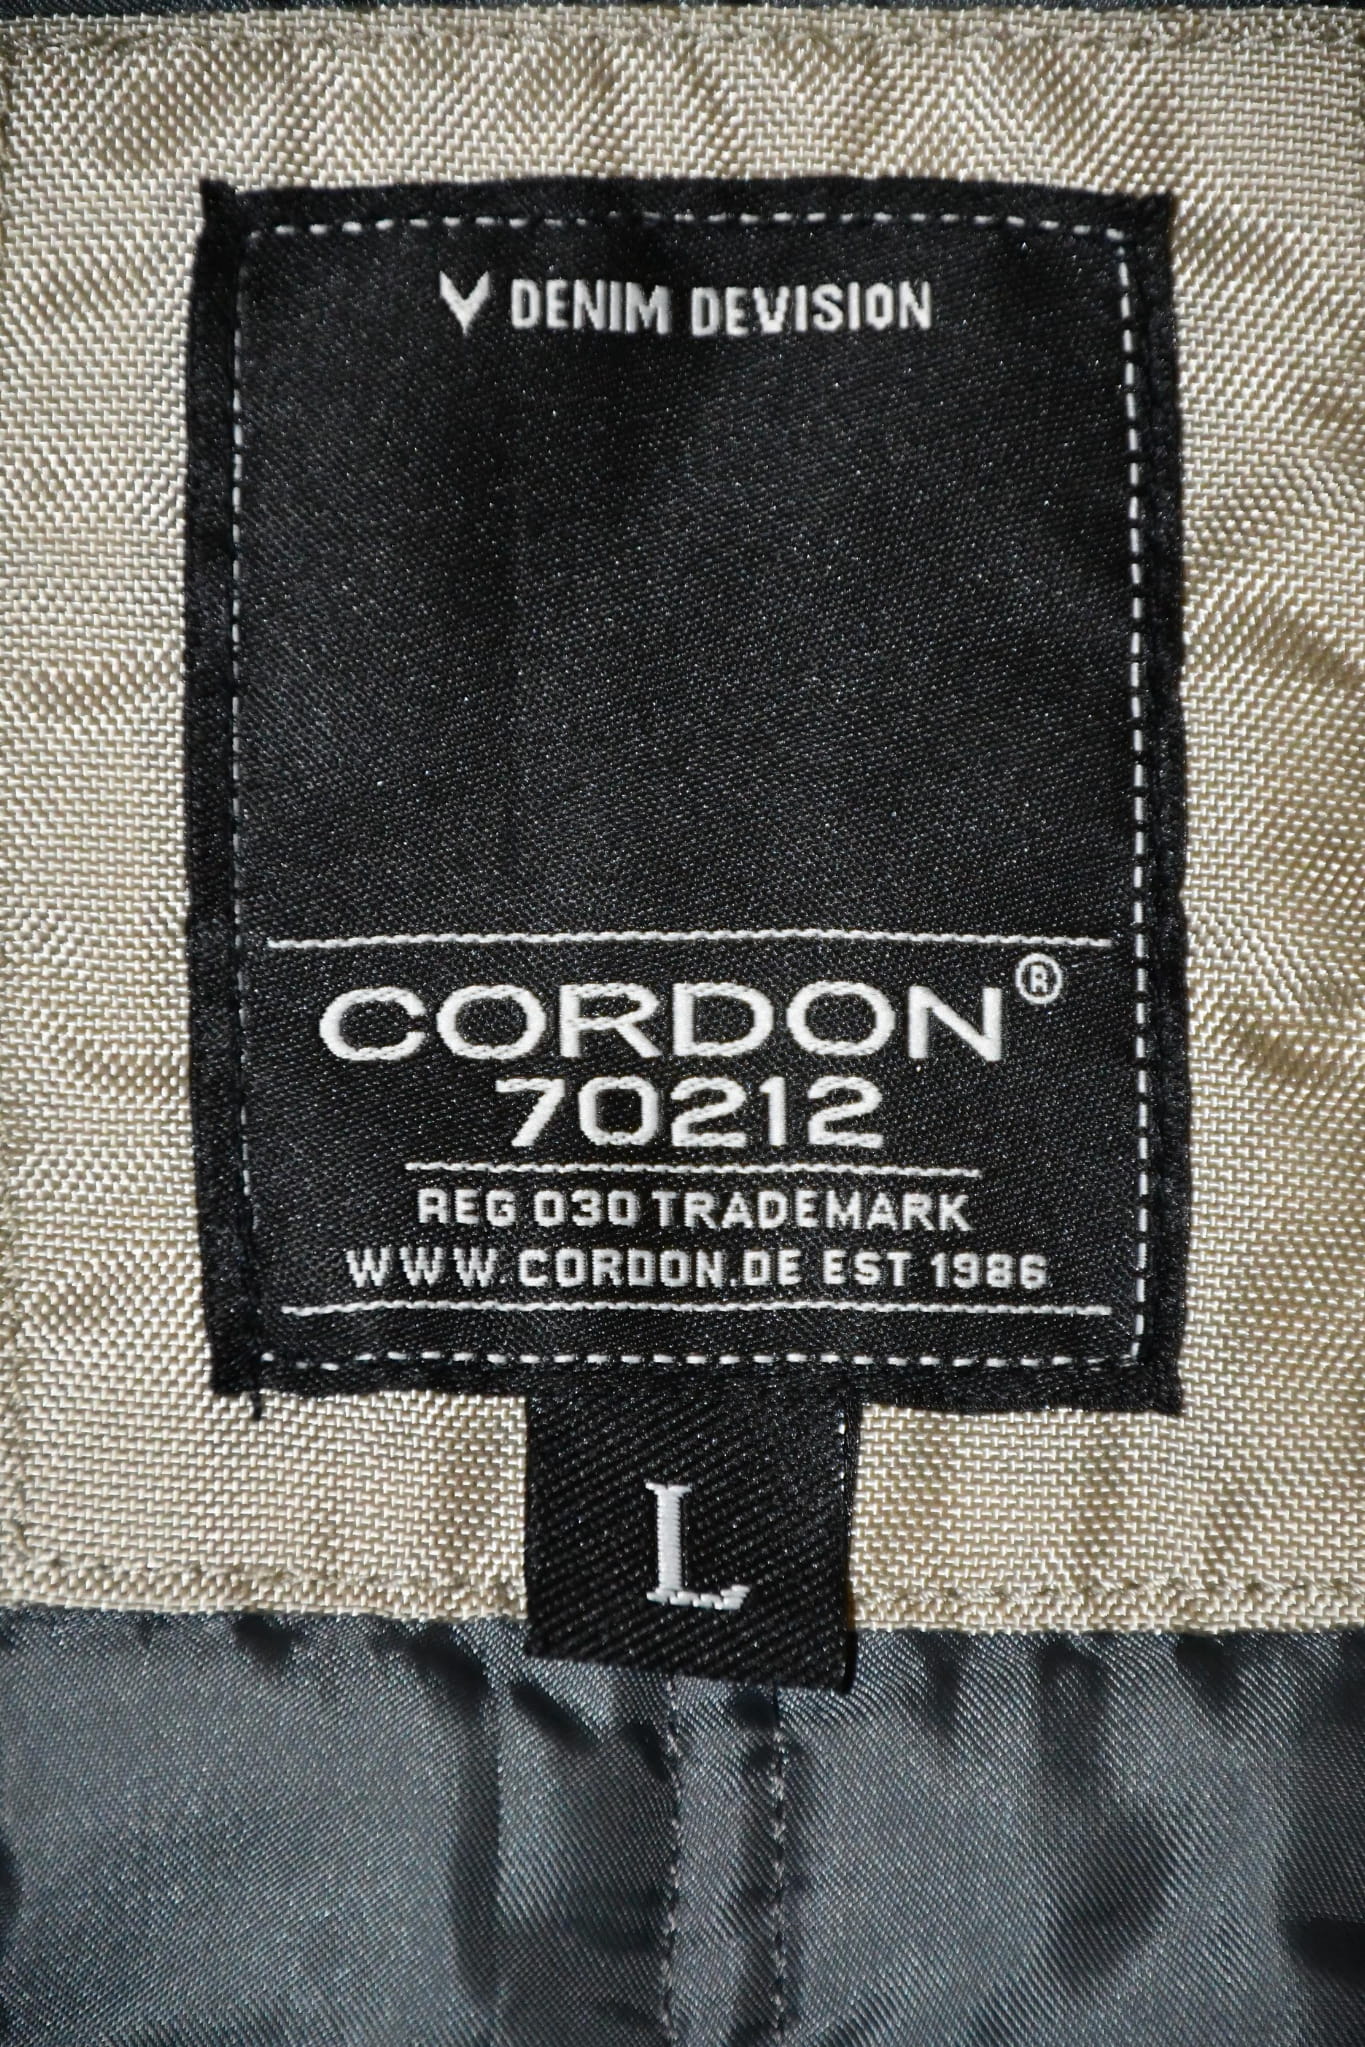 DENIM DEVISION
CORDON®
70212
REG 030 TRADEMARK
WWW.CORDON.DE EST 1986
L